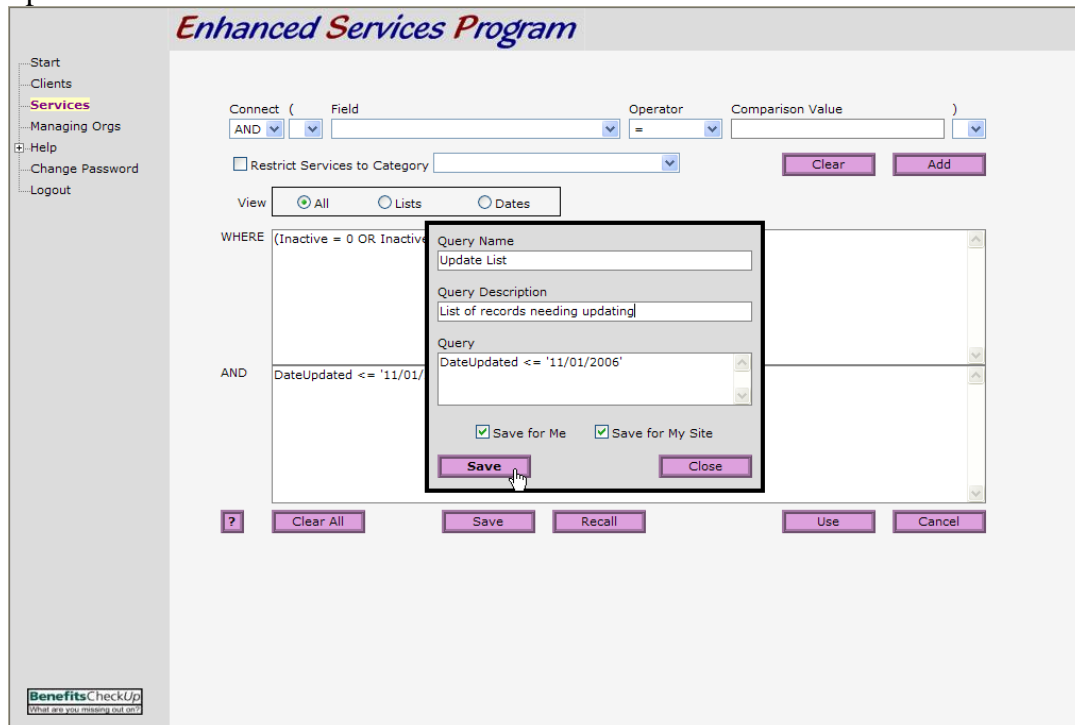 Enhanced Services Program
Start
Clients
Services
Managing Orgs
Help
Change Password
Logout
Connect ( Field Operator Comparison Value )
AND =
Restrict Services to Category Clear Add
View All Lists Dates
WHERE (Inactive = 0 OR Inactive
Query Name
Update List
Query Description
List of records needing updating
Query
DateUpdated <= '11/01/2006'
AND DateUpdated <= '11/01/
Save for Me Save for My Site
Save Close
? Clear All Save Recall Use Cancel
BenefitsCheckUp
What are you missing out on?